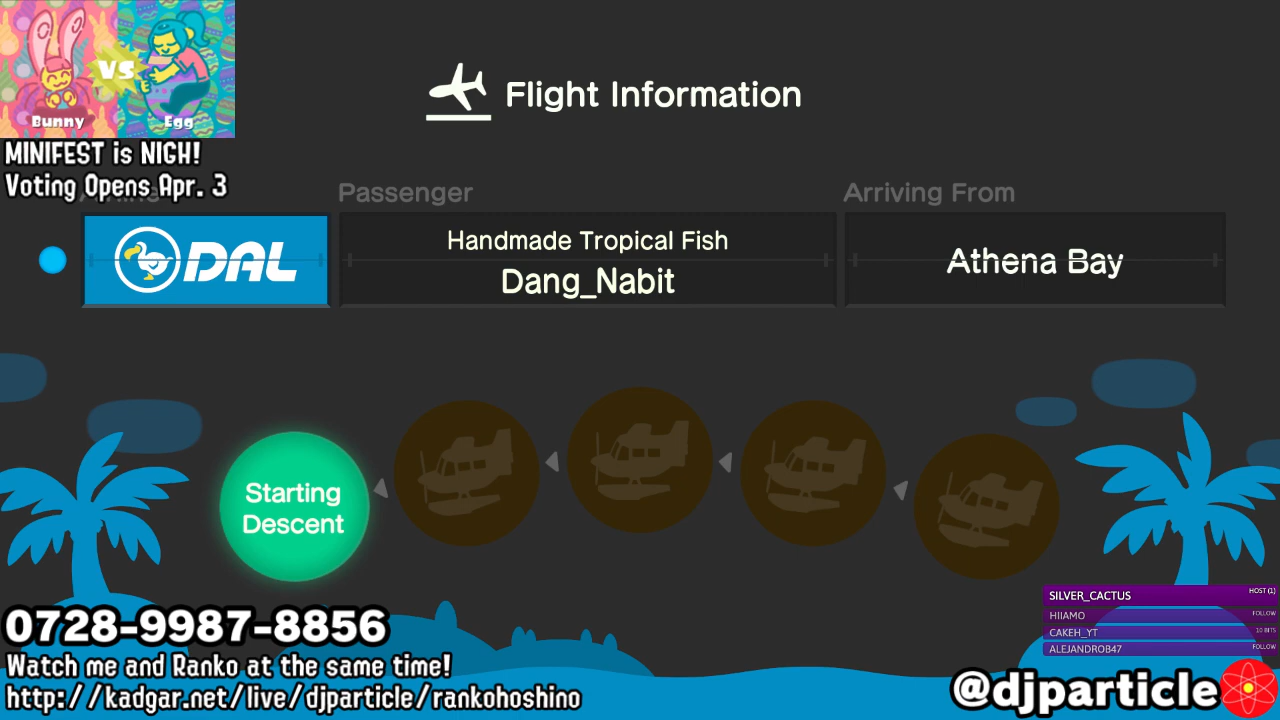 Bunny
VS
Egg
MINIFEST is NIGH!
Voting Opens Apr. 3
Flight Information
Passenger
Arriving From
DAL
Handmade Tropical Fish
Dang_Nabit
Athena Bay
Starting
Descent
0728-9987-8856
Watch me and Ranko at the same time!
http://kadgar.net/live/djparticle/rankohoshino
SILVER_CACTUS HOST (1)
HIIAMO FOLLOW
CAKEH_YT 10 BITS
ALEJANDROB47 FOLLOW
@djparticle